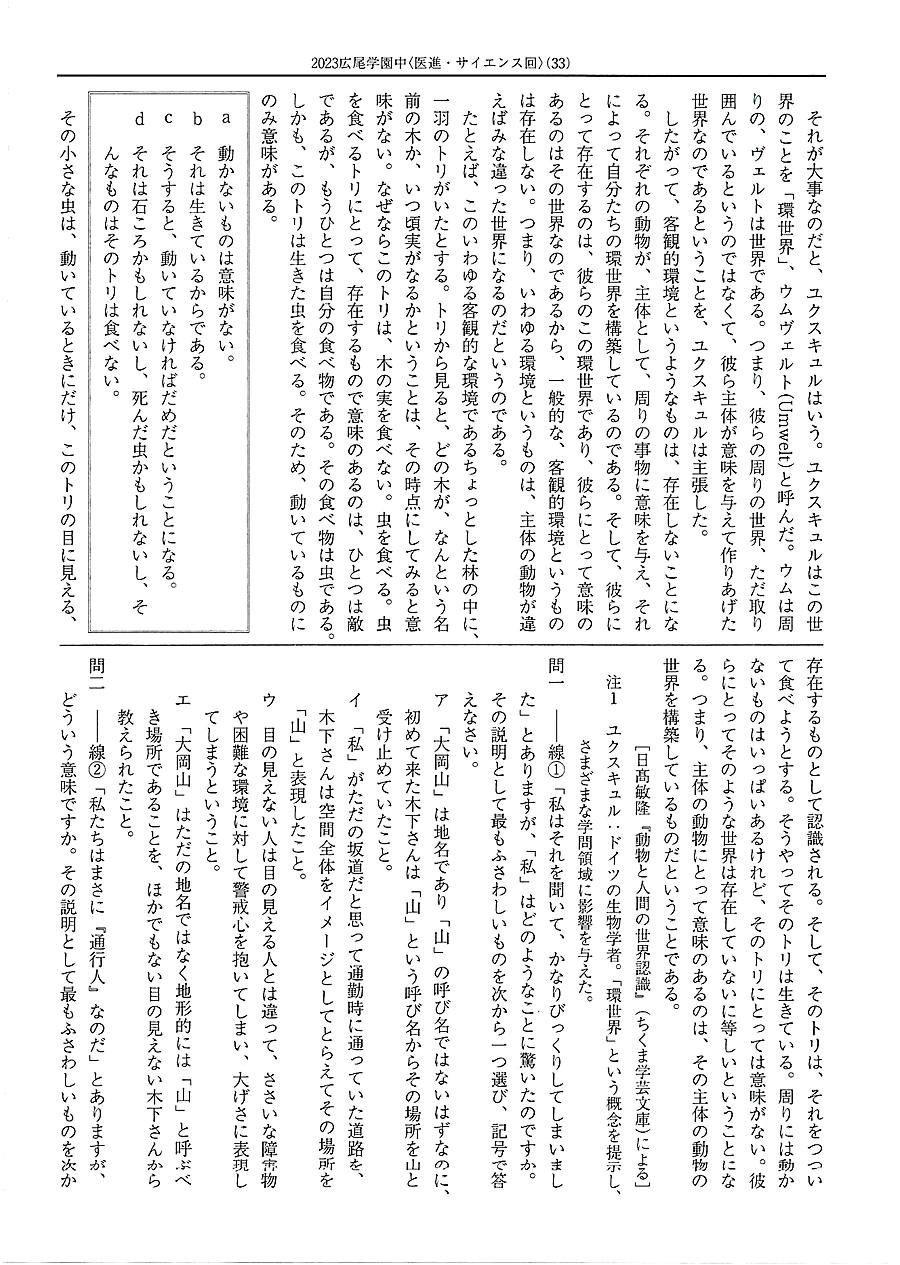 2023広尾学園中〈医進・サイエンス回〉(33)
それが大事なのだと、ユクスキュルはいう。ユクスキュルはこの世
界のことを「環世界」、ウムヴェルト(Umwelt)と呼んだ。ウムは周
りの、ヴェルトは世界である。つまり、彼らの周りの世界、ただ取り
囲んでいるというのではなくて、彼ら主体が意味を与えて作りあげた
世界なのであるということを、ユクスキュルは主張した。
したがって、客観的環境というようなものは、存在しないことにな
る。それぞれの動物が、主体として、周りの事物に意味を与え、それ
によって自分たちの環世界を構築しているのである。そして、彼らに
とって存在するのは、彼らのこの環世界であり、彼らにとって意味の
あるのはその世界なのであるから、一般的な、客観的環境というもの
は存在しない。つまり、いわゆる環境というものは、主体の動物が違
えばみな違った世界になるのだというのである。
たとえば、このいわゆる客観的な環境であるちょっとした林の中に、
一羽のトリがいたとする。トリから見ると、どの木が、なんという名
前の木か、いつ頃実がなるかということは、その時点にしてみると意
味がない。なぜならこのトリは、木の実を食べない。虫を食べる。虫
を食べるトリにとって、存在するもので意味のあるのは、ひとつは敵
であるが、もうひとつは自分の食べ物である。その食べ物は虫である。
しかも、このトリは生きた虫を食べる。そのため、動いているものに
のみ意味がある。
a 動かないものは意味がない。
b それは生きているからである。
c そうすると、動いていなければだめだということになる。
d それは石ころかもしれないし、死んだ虫かもしれないし、そ
んなものはそのトリは食べない。
その小さな虫は、動いているときにだけ、このトリの目に見える、
存在するものとして認識される。そして、そのトリは、それをつつい
て食べようとする。そうやってそのトリは生きている。周りには動か
ないものはいっぱいあるけれど、そのトリにとっては意味がない。彼
らにとってそのような世界は存在していないに等しいということにな
る。つまり、主体の動物にとって意味のあるのは、その主体の動物の
世界を構築しているものだということである。
[日髙敏隆『動物と人間の世界認識』(ちくま学芸文庫)による]
注1 ユクスキュル：ドイツの生物学者。「環世界」という概念を提示し、
さまざまな学問領域に影響を与えた。
問一 ――線①「私はそれを聞いて、かなりびっくりしてしまいまし
た」とありますが、「私」はどのようなことに驚いたのですか。
その説明として最もふさわしいものを次から一つ選び、記号で答
えなさい。
ア 「大岡山」は地名であり「山」の呼び名ではないはずなのに、
初めて来た木下さんは「山」という呼び名からその場所を山と
受け止めていたこと。
イ 「私」がただの坂道だと思って通勤時に通っていた道路を、
木下さんは空間全体をイメージとしてとらえてその場所を
「山」と表現したこと。
ウ 目の見えない人は目の見える人とは違って、ささいな障害物
や困難な環境に対して警戒心を抱いてしまい、大げさに表現し
てしまうということ。
エ 「大岡山」はただの地名ではなく地形的には「山」と呼ぶべ
き場所であることを、ほかでもない目の見えない木下さんから
教えられたこと。
問二 ――線②「私たちはまさに『通行人』なのだ」とありますが、
どういう意味ですか。その説明として最もふさわしいものを次か